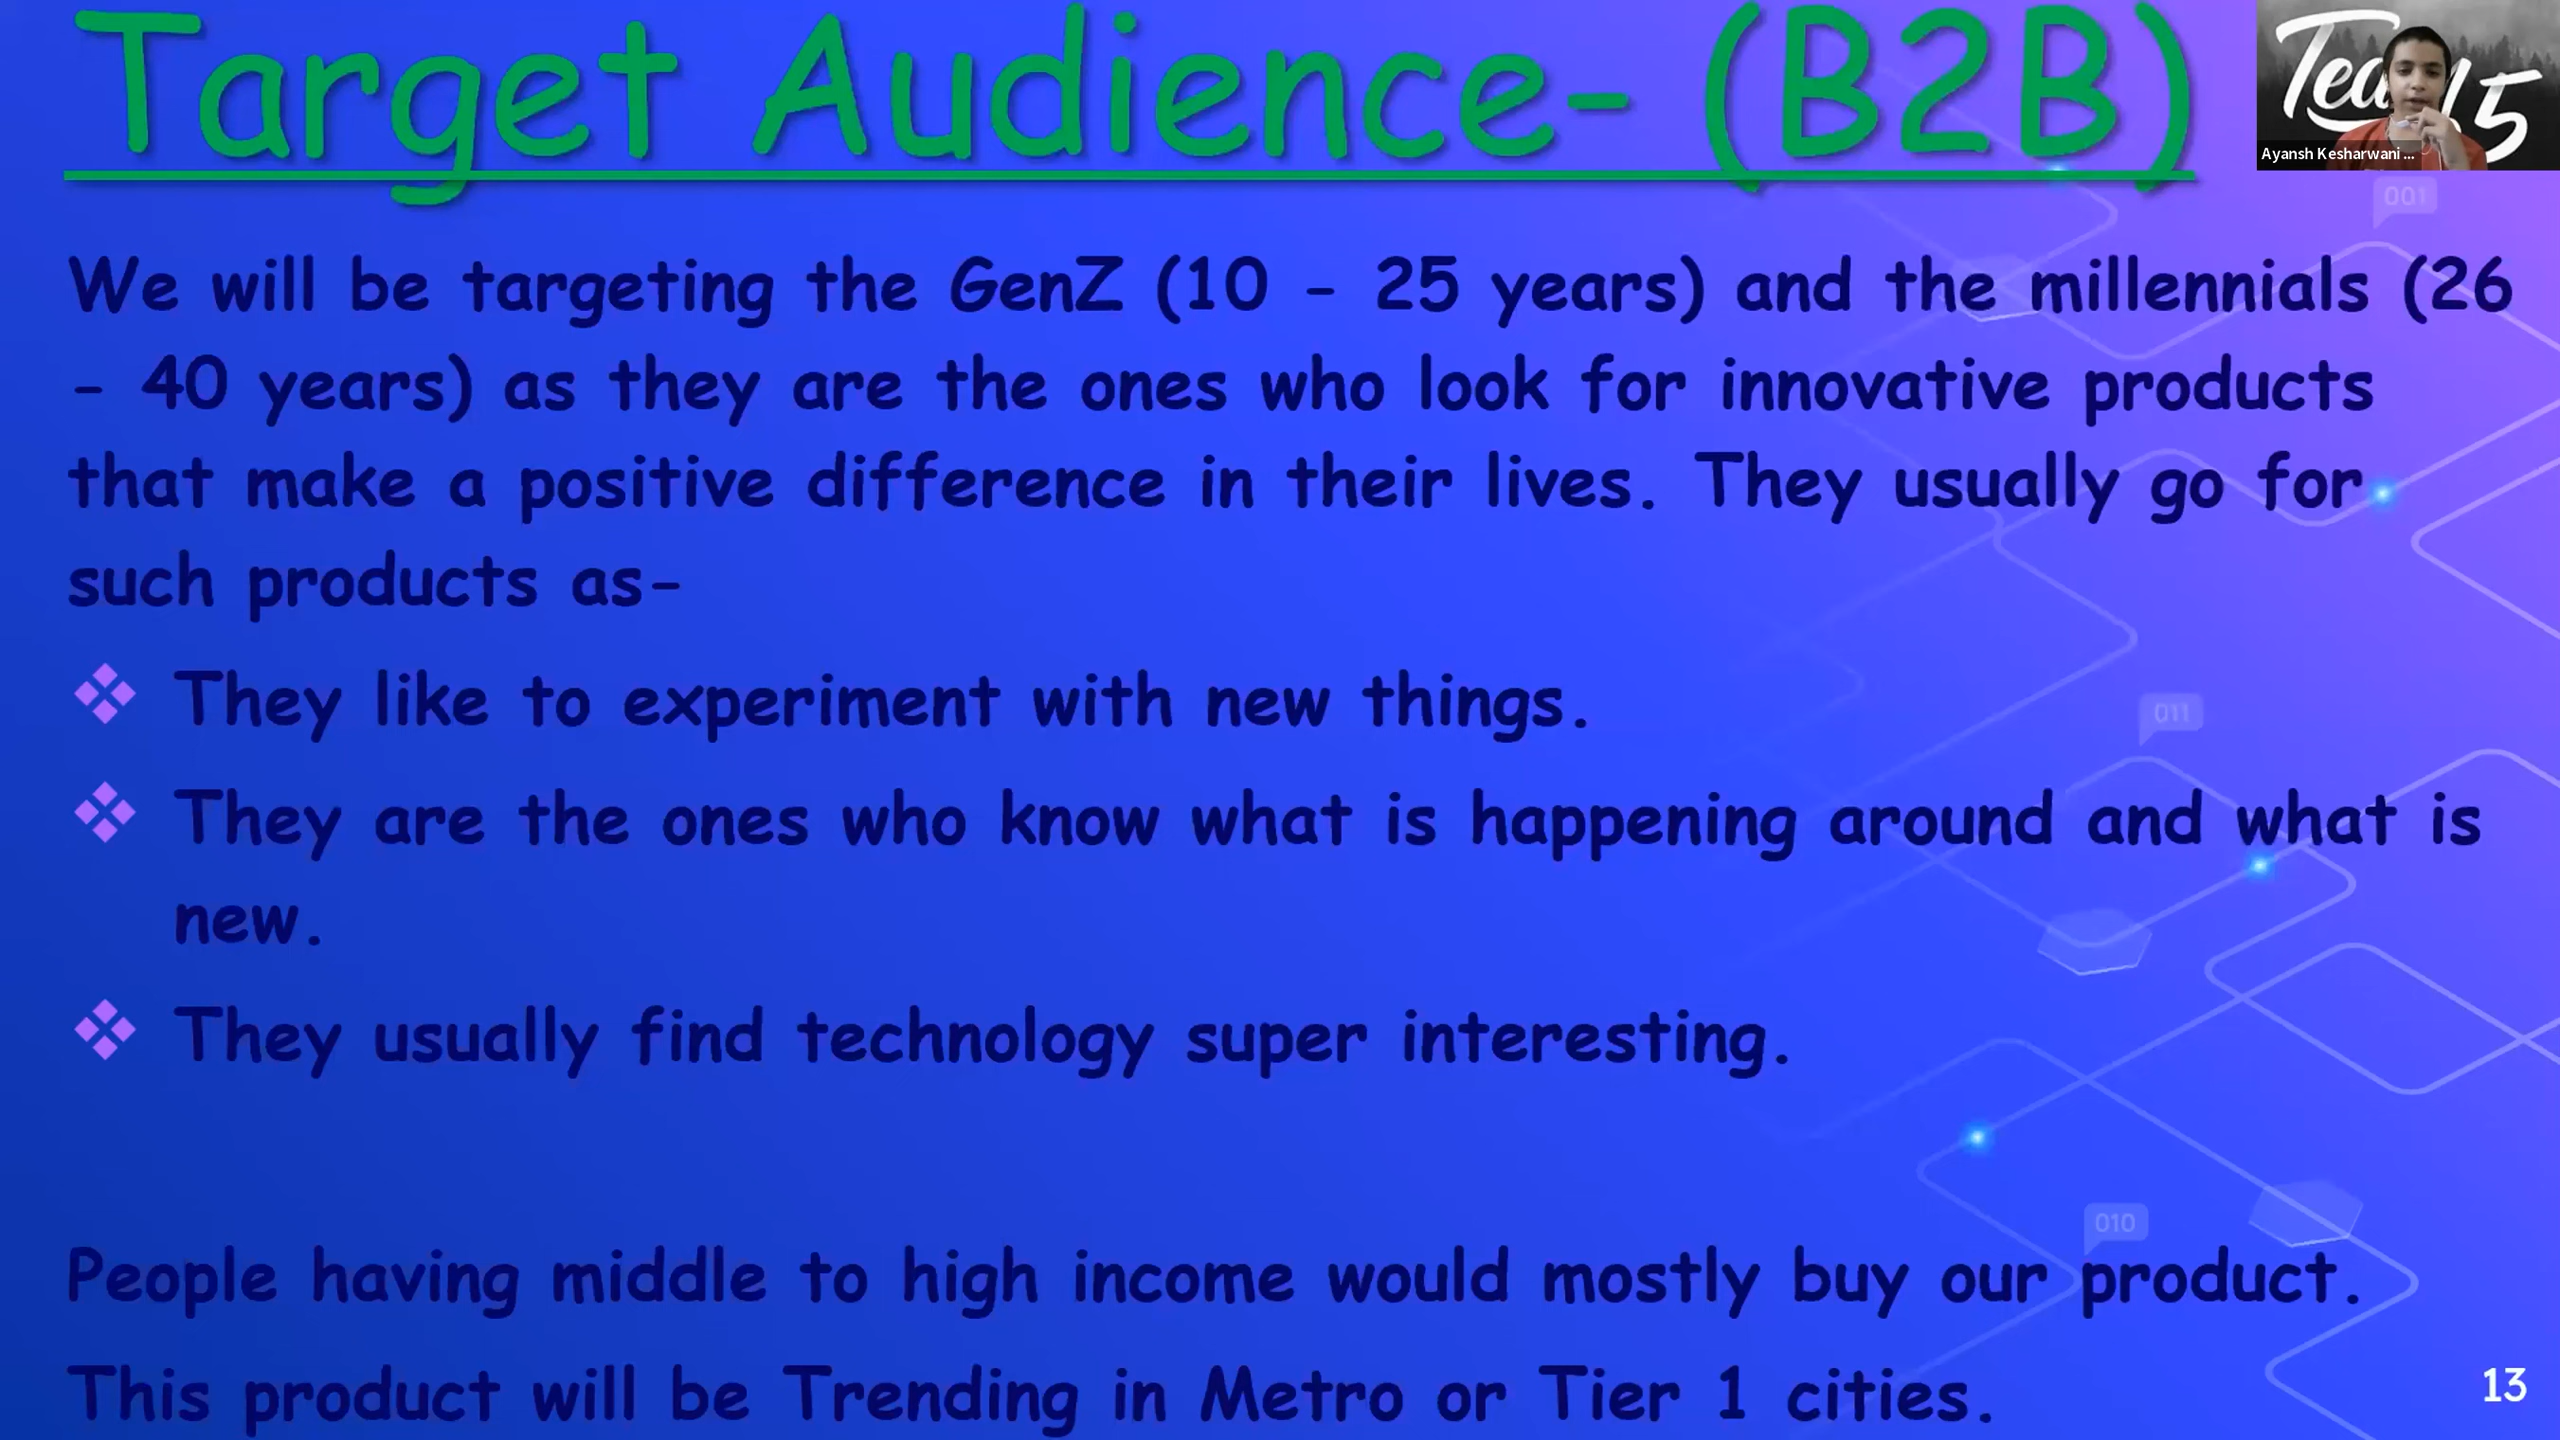 Target Audience- (B2B)
Ayansh Kesharwani ...
001
We will be targeting the GenZ (10 - 25 years) and the millennials (26
- 40 years) as they are the ones who look for innovative products
that make a positive difference in their lives. They usually go for
such products as-
They like to experiment with new things.
011
They are the ones who know what is happening around and what is
new.
They usually find technology super interesting.
010
People having middle to high income would mostly buy our product.
This product will be Trending in Metro or Tier 1 cities.
13